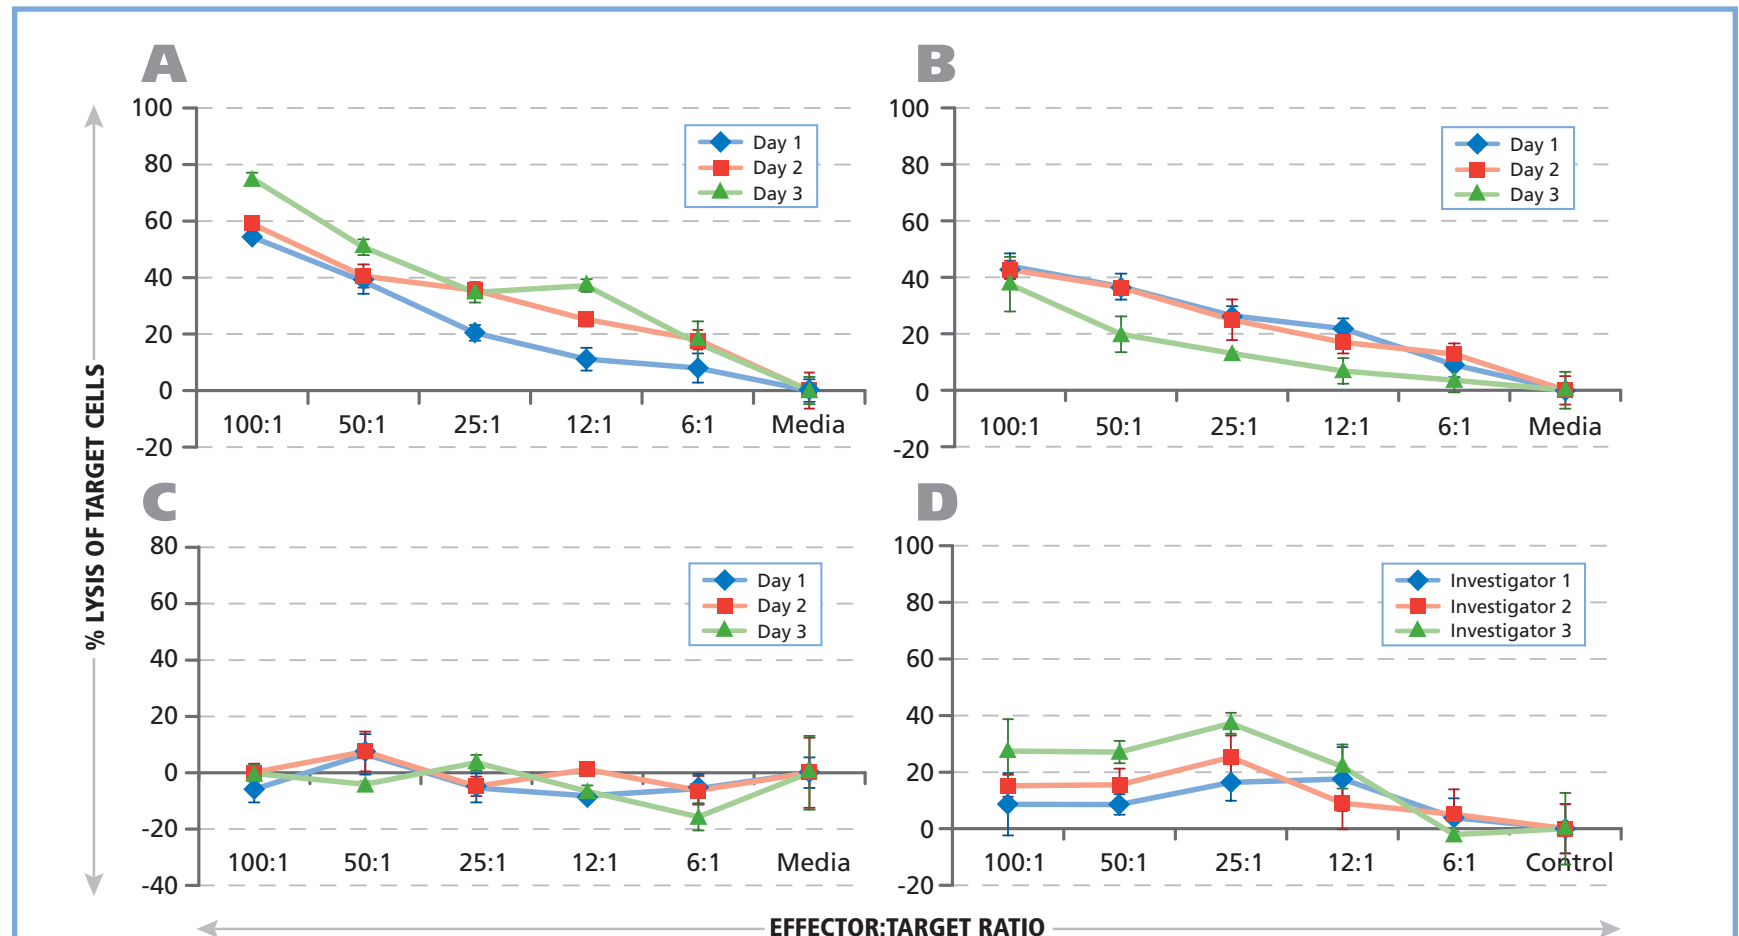 A
100
80
60
40
20
0
-20
Day 1
Day 2
Day 3
100:1 50:1 25:1 12:1 6:1 Media
B
100
80
60
40
20
0
-20
Day 1
Day 2
Day 3
100:1 50:1 25:1 12:1 6:1 Media
% LYSIS OF TARGET CELLS
C
80
60
40
20
0
-20
-40
Day 1
Day 2
Day 3
100:1 50:1 25:1 12:1 6:1 Media
D
100
80
60
40
20
0
-20
Investigator 1
Investigator 2
Investigator 3
100:1 50:1 25:1 12:1 6:1 Control
EFFECTOR:TARGET RATIO